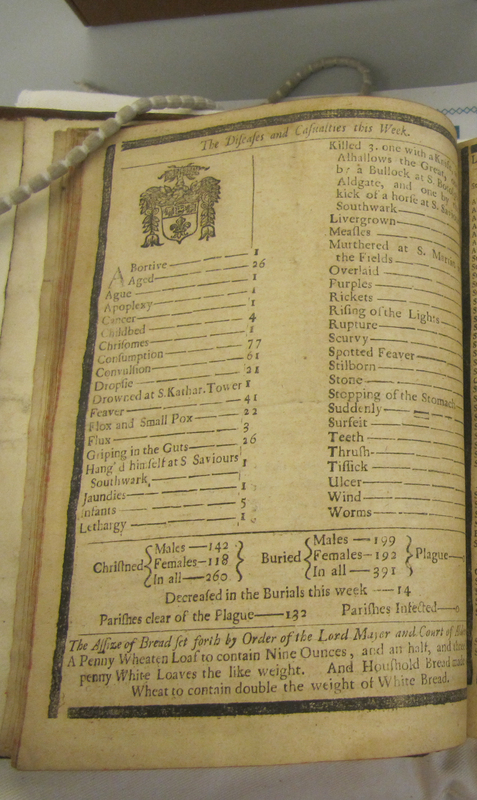 The Diſeaſes and Caſualties this Week.
ABortive 1
Aged 26
Ague 1
Apoplexy 1
Cancer 1
Childbed 4
Chriſomes 1
Conſumption 77
Convulſion 61
Dropſie 21
Drowned at S. Kathar. Tower 1
Feaver 41
Flox and Small Pox 22
Flux 3
Griping in the Guts 26
Hang'd himſelf at S Saviours
Southwark, 1
Jaundies 1
Infants 5
Lethargy 1
Killed 3. one with a
Alhallows the Great,
by a Bullock at S.
Aldgate, and one by
kick of a horſe at S.
Southwark
Livergrown
Meaſles
Murthered at S.
the Fields
Overlaid
Purples
Rickets
Riſing of the Lights
Rupture
Scurvy
Spotted Feaver
Stilborn
Stone
Stopping of the Stomach
Suddenly
Surfeit
Teeth
Thruſh
Tiſſick
Ulcer
Wind
Worms
Chriſtned { Males — 142 Females — 118 In all — 260 }
Buried { Males — 199 Females — 192 In all — 391 } Plague —
Decreaſed in the Burials this week — 14
Pariſhes clear of the Plague — 132 Pariſhes Infected — 0
The Aſſize of Bread ſet forth by Order of the Lord Mayor and Court of
A Penny Wheaten Loaf to contain Nine Ounces, and an half, and three
penny White Loaves the like weight. And Houſhold Bread made
Wheat to contain double the weight of White Bread.